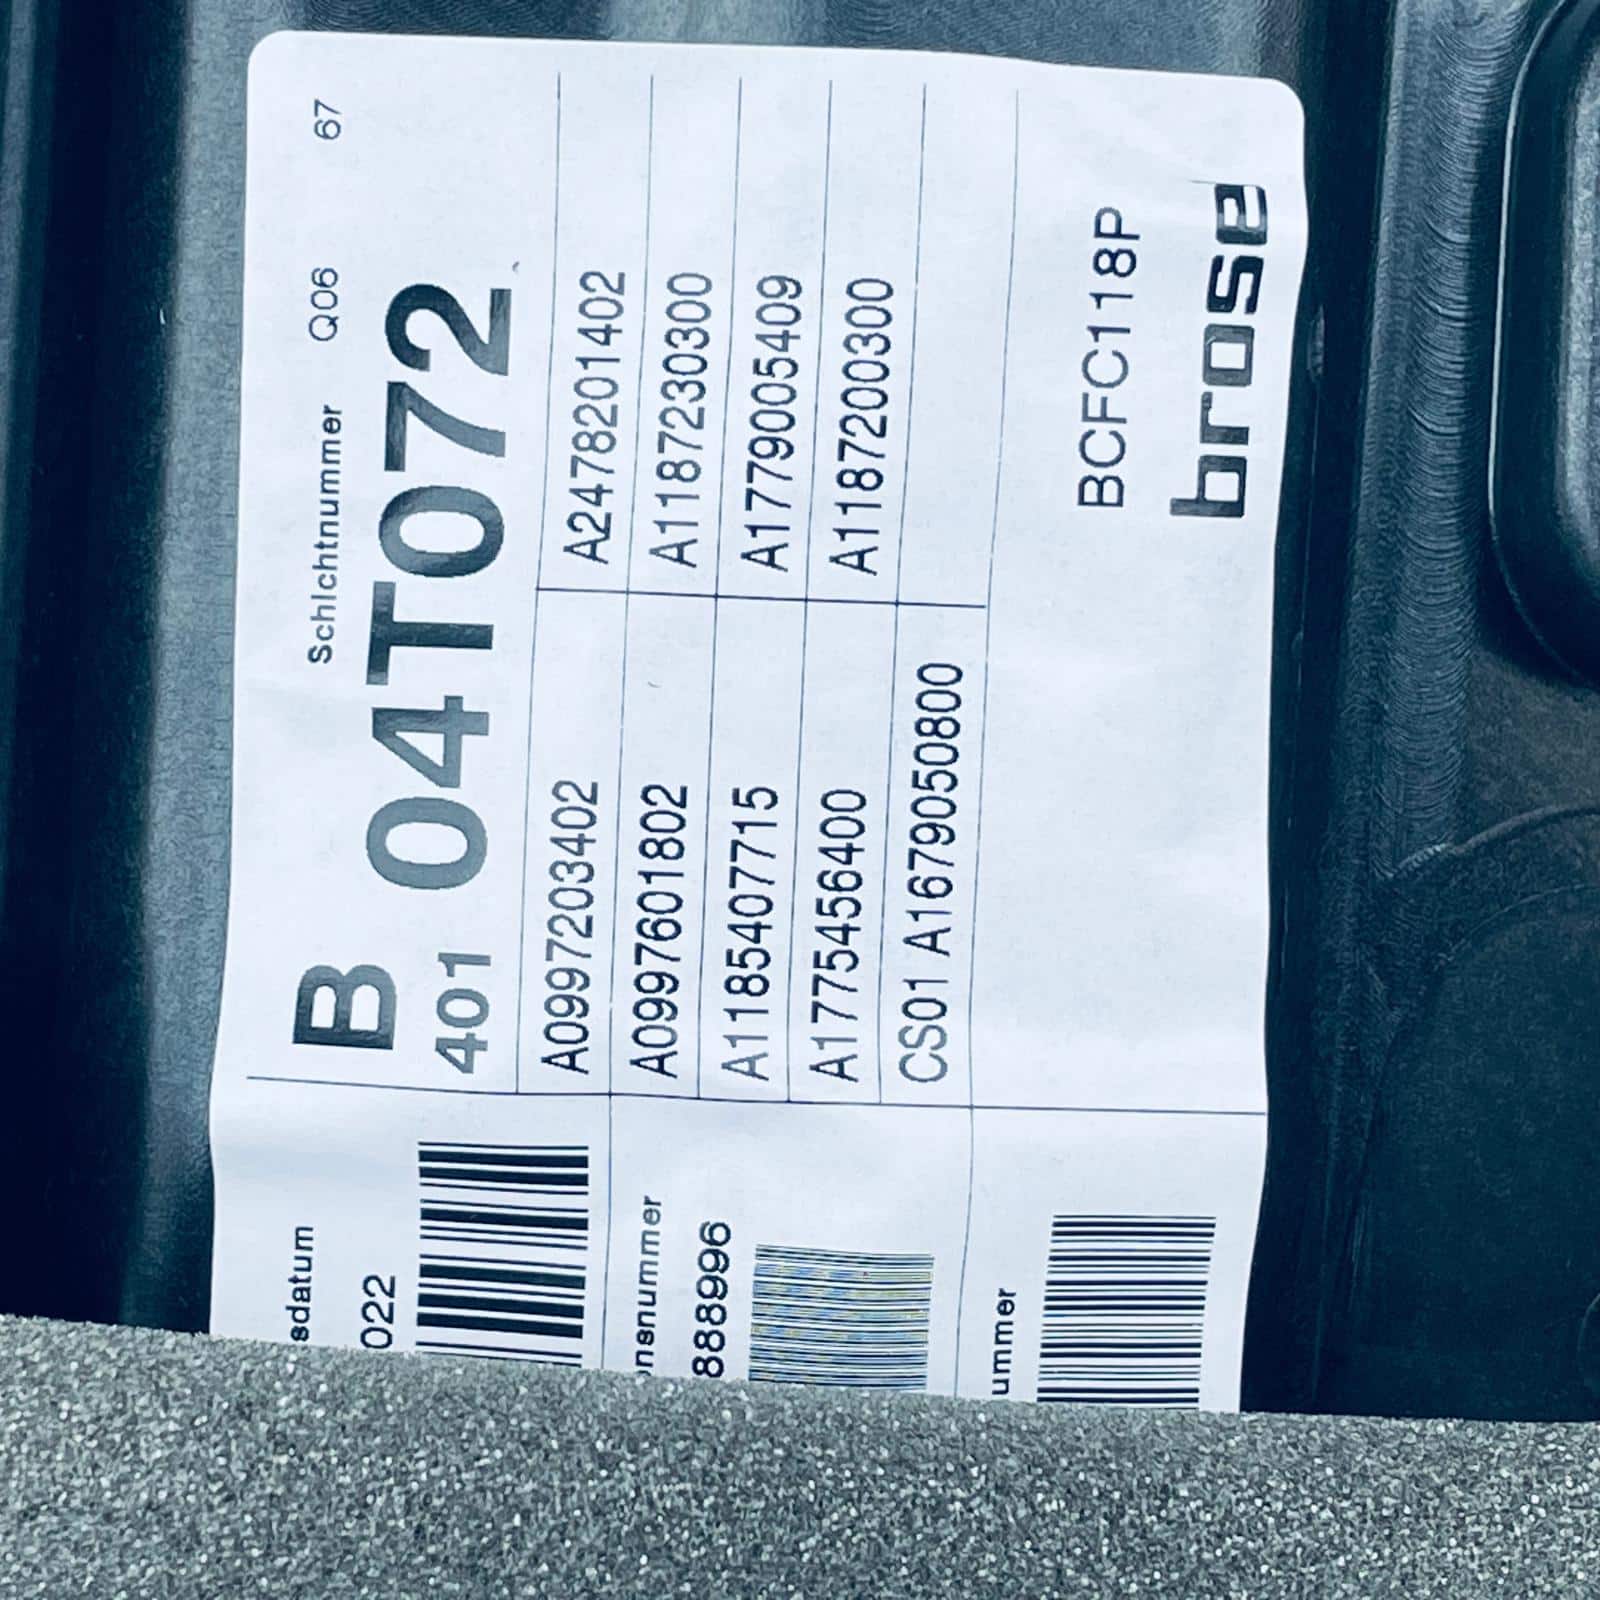 sdatum
022
B
401
Schichtnummer Q06 67
04T072
A0997203402 A2478201402
A0997601802 A1187230300
A1185407715 A1779005409
A1775456400 A1187200300
CS01 A1679050800
nsnummer
888996
ummer
BCFC118P
brose